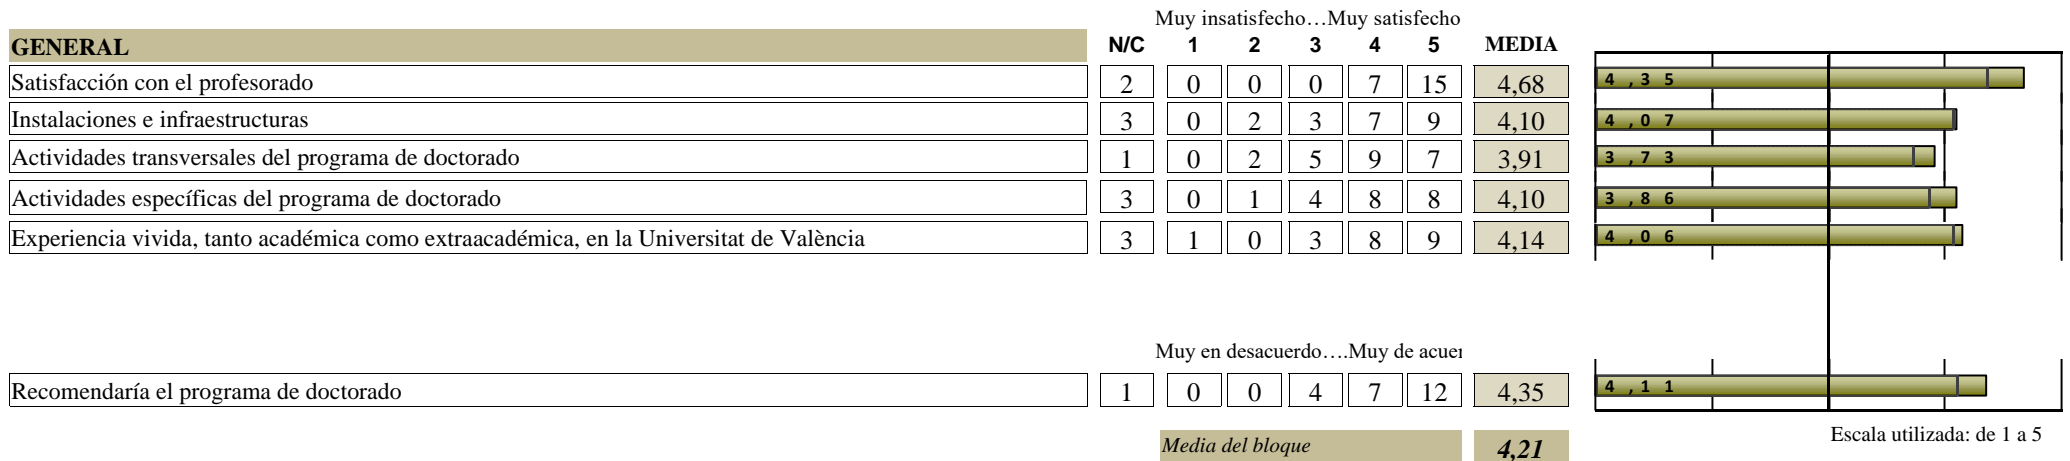 Muy insatisfecho…Muy satisfecho
GENERAL N/C 1 2 3 4 5 MEDIA
Satisfacción con el profesorado 2 0 0 0 7 15 4,68 4,35
Instalaciones e infraestructuras 3 0 2 3 7 9 4,10 4,07
Actividades transversales del programa de doctorado 1 0 2 5 9 7 3,91 3,73
Actividades específicas del programa de doctorado 3 0 1 4 8 8 4,10 3,86
Experiencia vivida, tanto académica como extraacadémica, en la Universitat de València 3 1 0 3 8 9 4,14 4,06
Muy en desacuerdo….Muy de acuer
Recomendaría el programa de doctorado 1 0 0 4 7 12 4,35 4,11
Media del bloque 4,21
Escala utilizada: de 1 a 5